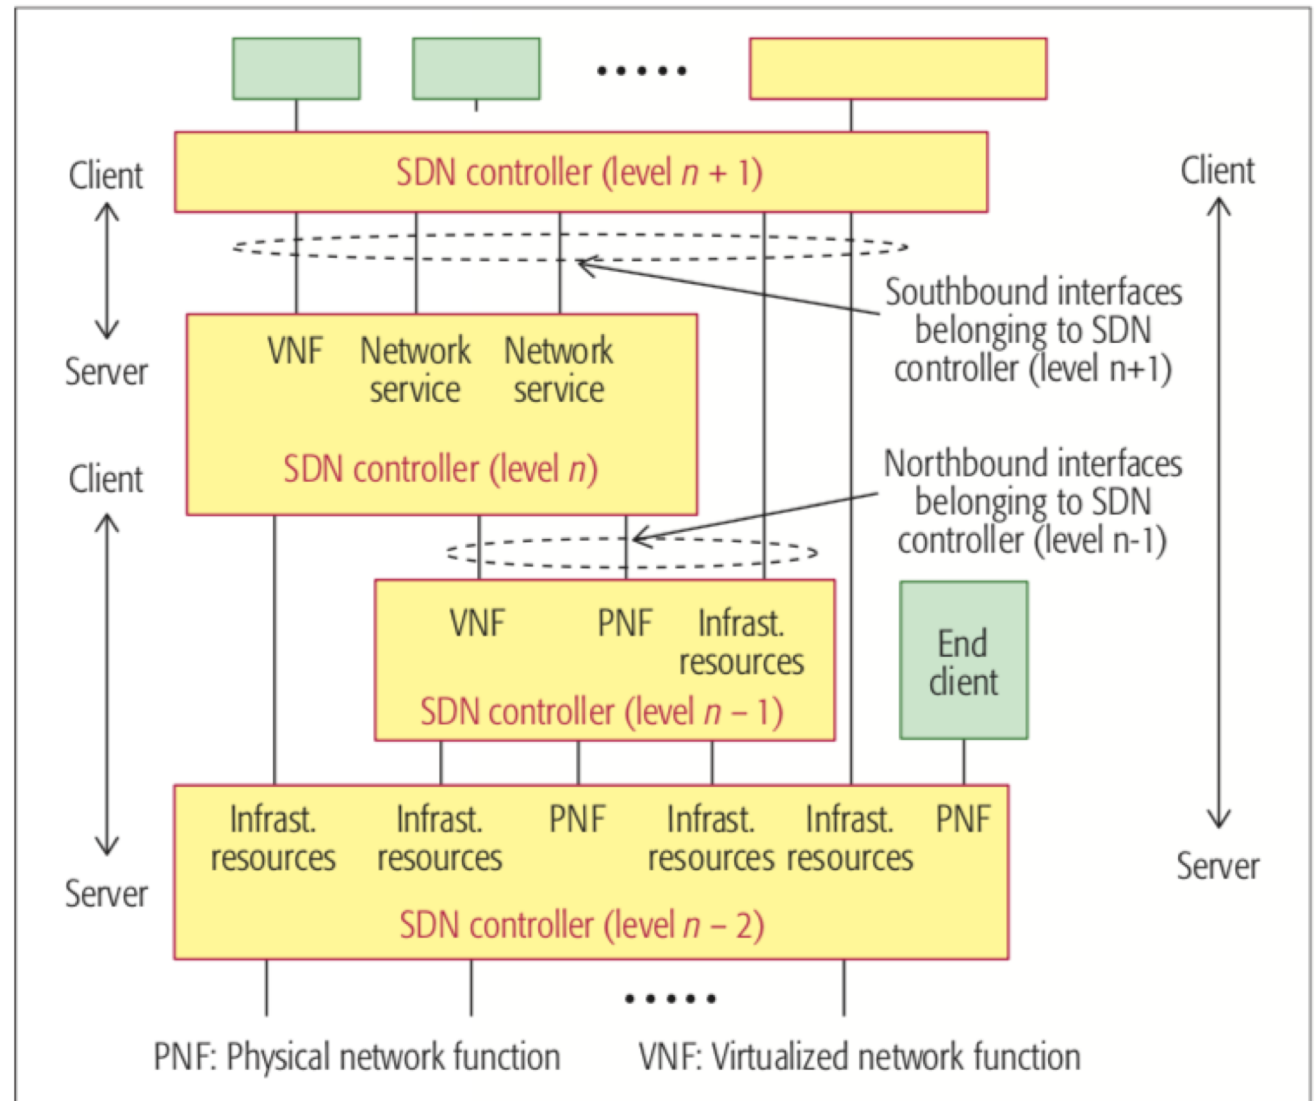 SDN controller (level n + 1)
Client
Client
Southbound interfaces
belonging to SDN
controller (level n+1)
VNF Network Network
service service
Server
SDN controller (level n)
Client
Northbound interfaces
belonging to SDN
controller (level n-1)
VNF PNF Infrast.
resources
End
client
SDN controller (level n – 1)
Infrast. Infrast. PNF Infrast. Infrast. PNF
resources resources resources resources
Server
Server
SDN controller (level n – 2)
PNF: Physical network function VNF: Virtualized network function